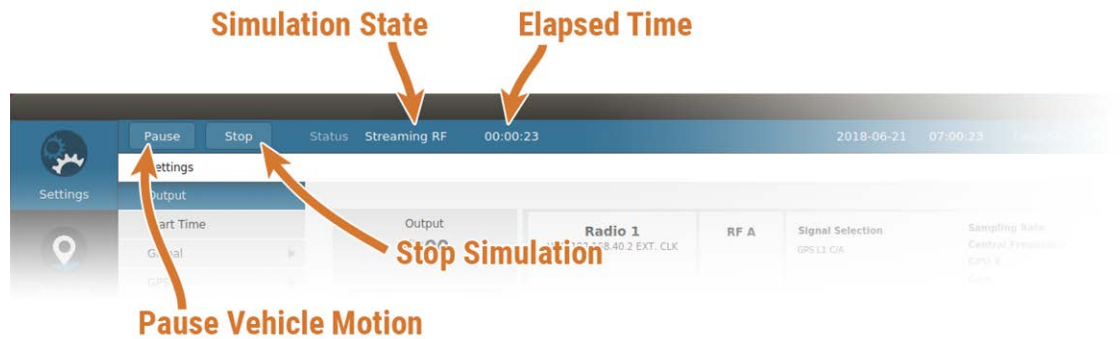 Simulation State Elapsed Time
Pause Stop Status Streaming RF 00:00:23 2018-06-21 07:00:23
Settings
Settings
Output
Start Time
Output
Radio 1
RF A
Signal Selection
Sampling Rate
EXT. CLK
GPS L1 C/A
Stop Simulation
Pause Vehicle Motion